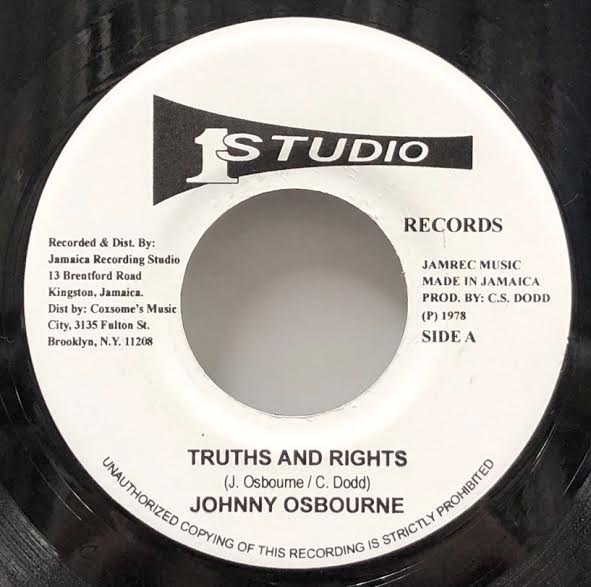 1 STUDIO
RECORDS
Recorded & Dist. By:
Jamaica Recording Studio
13 Brentford Road
Kingston, Jamaica.
Dist by: Coxsome's Music
City, 3135 Fulton St.
Brooklyn, N.Y. 11208
JAMREC MUSIC
MADE IN JAMAICA
PROD. BY: C.S. DODD
(P) 1978
SIDE A
TRUTHS AND RIGHTS
(J. Osbourne / C. Dodd)
JOHNNY OSBOURNE
UNAUTHORIZED COPYING OF THIS RECORDING IS STRICTLY PROHIBITED